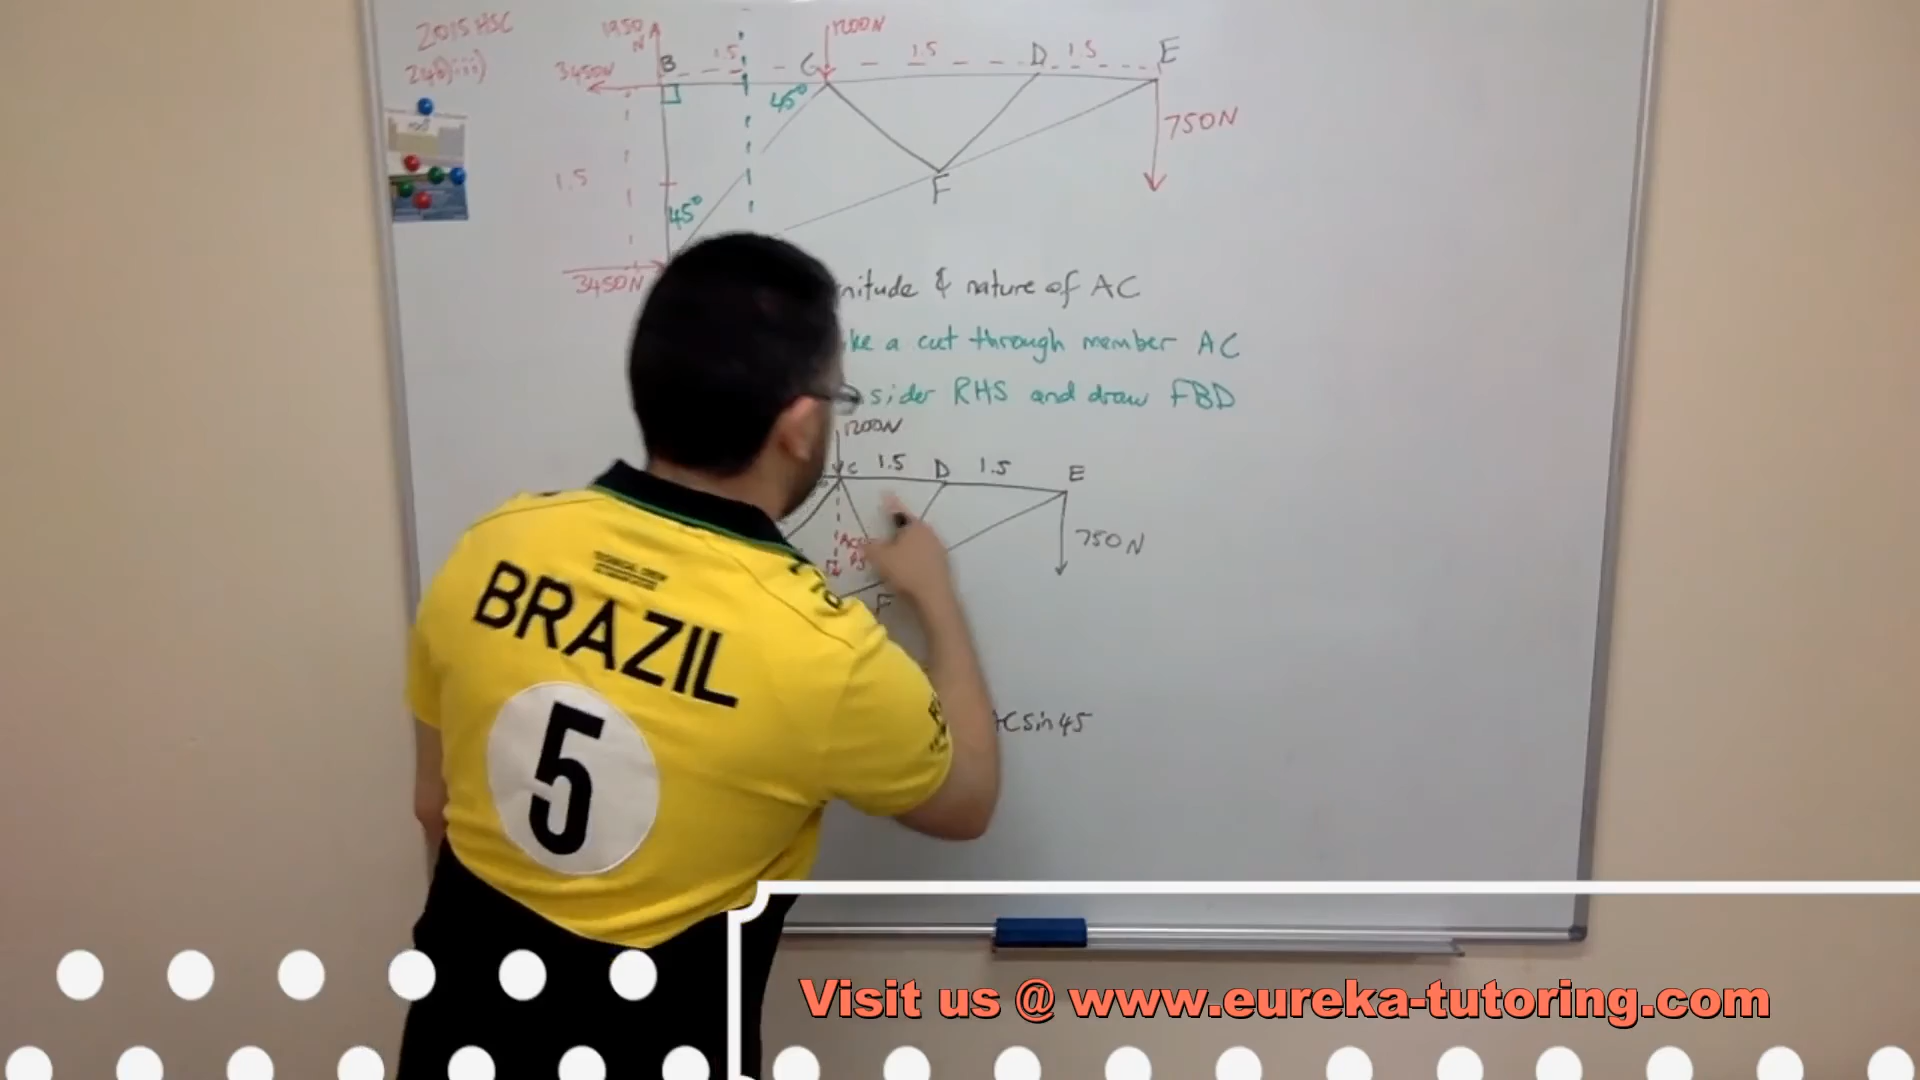 2015 HSC
24b)iii)
1950
N
A
1200N
3450N
B
1.5
C
1.5
D
1.5
E
45°
750N
1.5
45°
F
3450N
nitude & nature of AC
ke a cut through member AC
sider RHS and draw FBD
1200N
C
1.5
D
1.5
E
750N
F
ACsin45
BRAZIL
5
Visit us @ www.eureka-tutoring.com